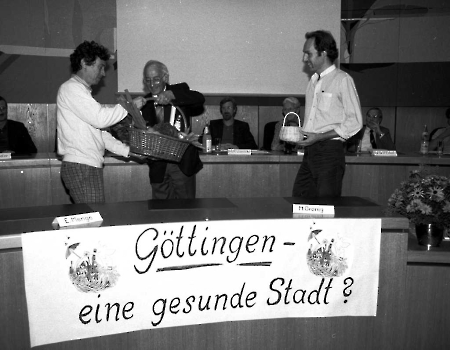 Göttingen -
eine gesunde Stadt?